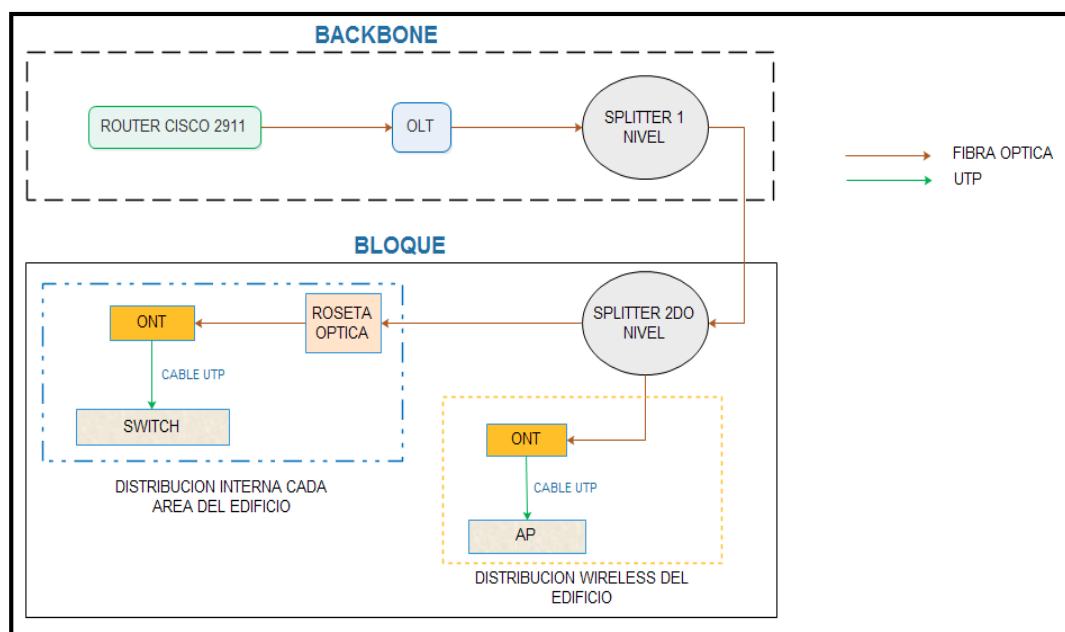 BACKBONE
ROUTER CISCO 2911
OLT
SPLITTER 1
NIVEL
FIBRA OPTICA
UTP
BLOQUE
ONT
ROSETA
OPTICA
SPLITTER 2DO
NIVEL
CABLE UTP
SWITCH
ONT
CABLE UTP
AP
DISTRIBUCION INTERNA CADA
AREA DEL EDIFICIO
DISTRIBUCION WIRELESS DEL
EDIFICIO